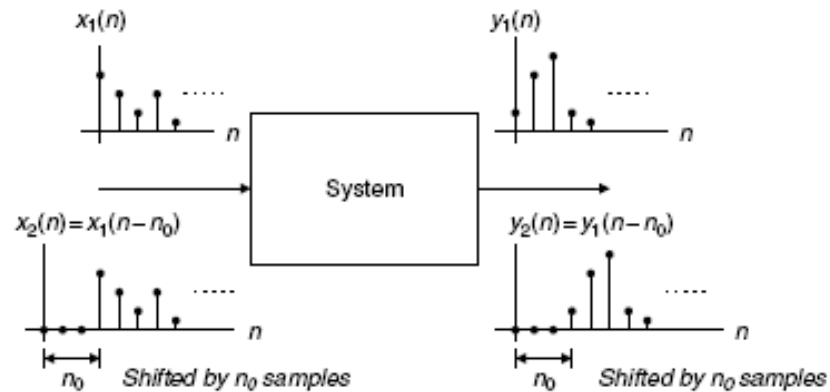 x₁(n)
y₁(n)
n
n
System
x₂(n) = x₁(n – n₀)
y₂(n) = y₁(n – n₀)
n
n
n₀ Shifted by n₀ samples
n₀ Shifted by n₀ samples